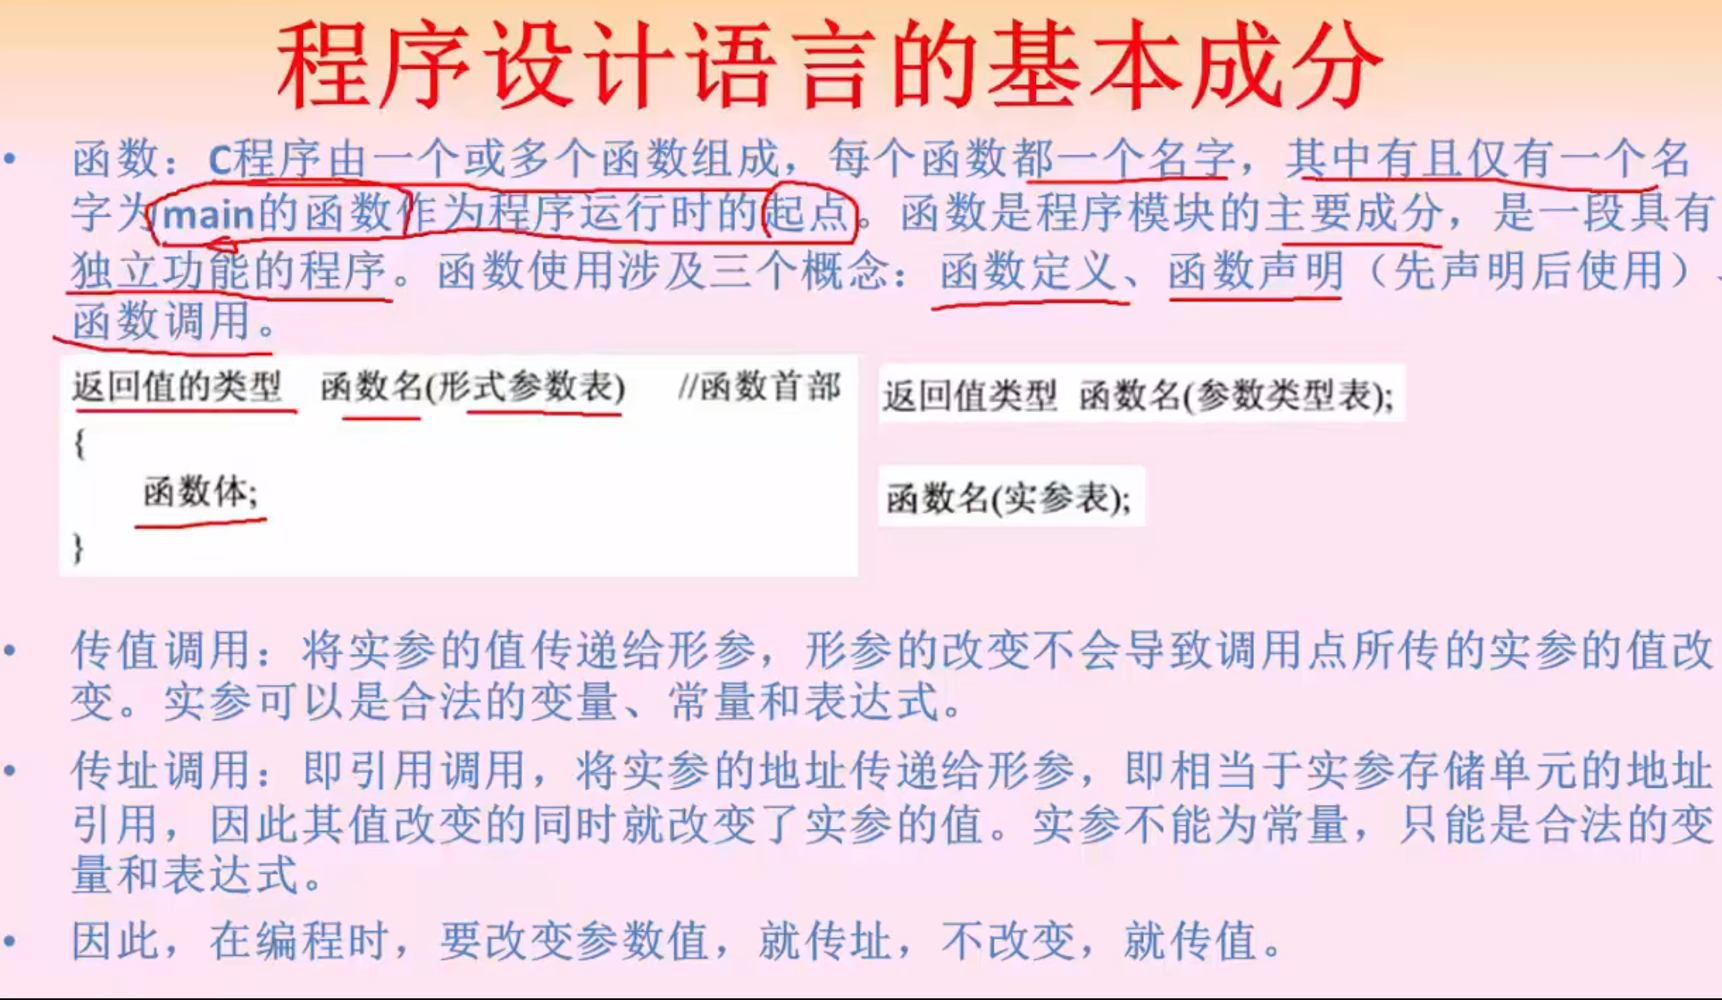 程序设计语言的基本成分
• 函数：C程序由一个或多个函数组成，每个函数都一个名字，其中有且仅有一个名
字为main的函数作为程序运行时的起点。函数是程序模块的主要成分，是一段具有
独立功能的程序。函数使用涉及三个概念：函数定义、函数声明（先声明后使用）、
函数调用。
返回值的类型 函数名(形式参数表) //函数首部
{
函数体;
}
返回值类型 函数名(参数类型表);
函数名(实参表);
• 传值调用：将实参的值传递给形参，形参的改变不会导致调用点所传的实参的值改
变。实参可以是合法的变量、常量和表达式。
• 传址调用：即引用调用，将实参的地址传递给形参，即相当于实参存储单元的地址
引用，因此其值改变的同时就改变了实参的值。实参不能为常量，只能是合法的变
量和表达式。
• 因此，在编程时，要改变参数值，就传址，不改变，就传值。